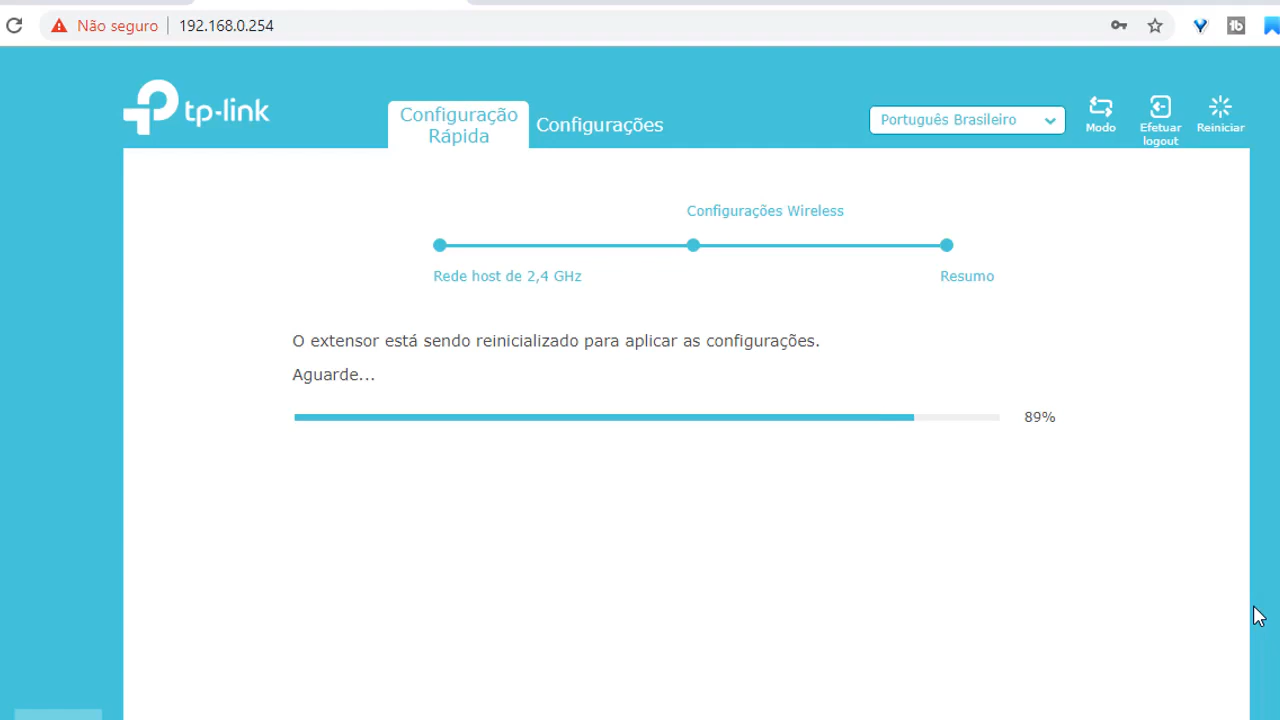 Não seguro
192.168.0.254
tp-link
Configuração
Rápida
Configurações
Português Brasileiro
Modo
Efetuar
logout
Reiniciar
Configurações Wireless
Rede host de 2,4 GHz
Resumo
O extensor está sendo reinicializado para aplicar as configurações.
Aguarde...
89%